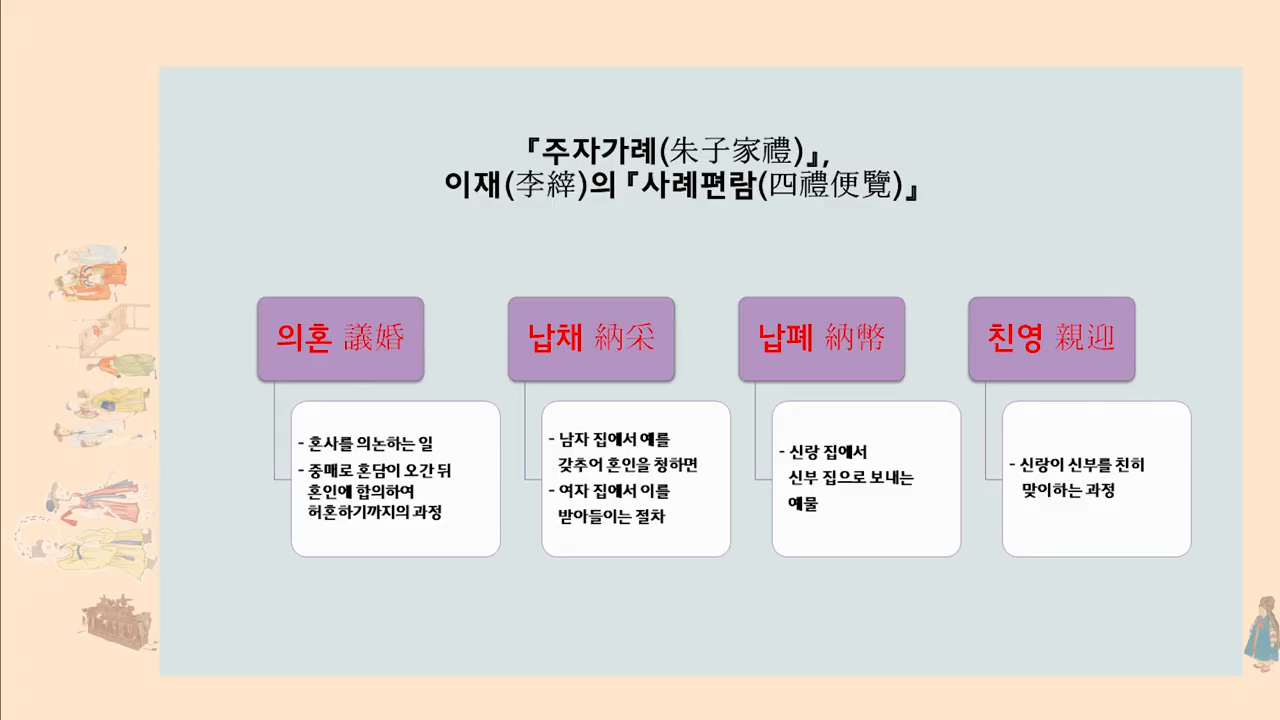 『주자가례(朱子家禮)』,
이재(李縡)의 『사례편람(四禮便覽)』
의혼 議婚
- 혼사를 의논하는 일
- 중매로 혼담이 오간 뒤
혼인에 합의하여
허혼하기까지의 과정
납채 納采
- 남자 집에서 예를
갖추어 혼인을 청하면
- 여자 집에서 이를
받아들이는 절차
납폐 納幣
- 신랑 집에서
신부 집으로 보내는
예물
친영 親迎
- 신랑이 신부를 친히
맞이하는 과정